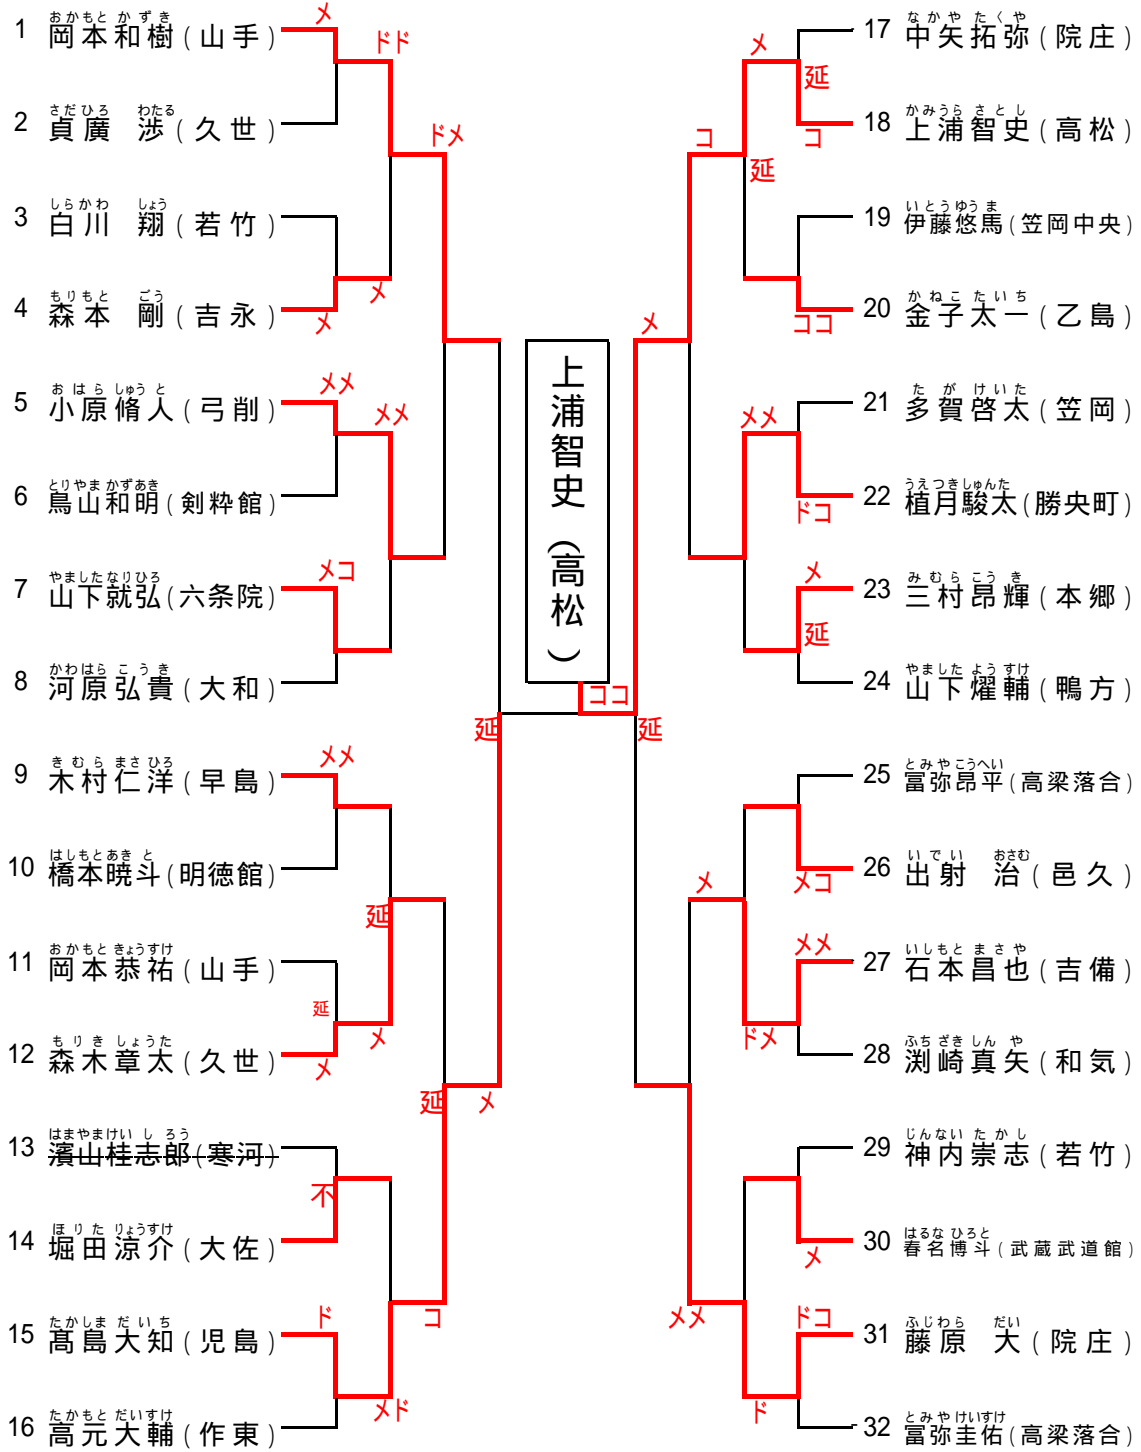 1 岡本和樹(山手)
おかもと かずき
メ
ドド
2 貞廣 渉(久世)
さだひろ わたる
ドメ
3 白川 翔(若竹)
しらかわ しょう
4 森本 剛(吉永)
もりもと ごう
メ
メ
5 小原脩人(弓削)
おはら しゅうと
メメ
メメ
6 鳥山和明(剣粋館)
とりやま かずあき
7 山下就弘(六条院)
やましたなりひろ
メコ
8 河原弘貴(大和)
かわはら こうき
延
9 木村仁洋(早島)
きむら まさひろ
メメ
10 橋本暁斗(明徳館)
はしもとあきと
延
11 岡本恭祐(山手)
おかもと きょうすけ
延
12 森木章太(久世)
もりき しょうた
メ
メ
延
メ
13 濱山桂志郎(寒河)
はまやまけいしろう
不
14 堀田涼介(大佐)
ほりた りょうすけ
15 髙島大知(児島)
たかしま だいち
ド
コ
16 高元大輔(作東)
たかもと だいすけ
メド
上浦智史(高松)
ココ
17 中矢拓弥(院庄)
なかや たくや
メ
延
18 上浦智史(高松)
かみうら さとし
コ
コ
延
19 伊藤悠馬(笠岡中央)
いとうゆうま
20 金子太一(乙島)
かねこ たいち
ココ
メ
21 多賀啓太(笠岡)
たが けいた
メメ
22 植月駿太(勝央町)
うえつきしゅんた
ドコ
23 三村昂輝(本郷)
みむら こうき
メ
延
24 山下燿輔(鴨方)
やました ようすけ
延
25 冨弥昂平(高梁落合)
とみや こうへい
26 出射 治(邑久)
いでい おさむ
メコ
メ
27 石本昌也(吉備)
いしもと まさや
メメ
ドメ
28 渕崎真矢(和気)
ふちざき しんや
29 神内崇志(若竹)
じんない たかし
30 春名博斗(武蔵武道館)
はるな ひろと
メ
メメ
31 藤原 大(院庄)
ふじわら だい
ドコ
ド
32 冨弥圭佑(高梁落合)
とみや けいすけ